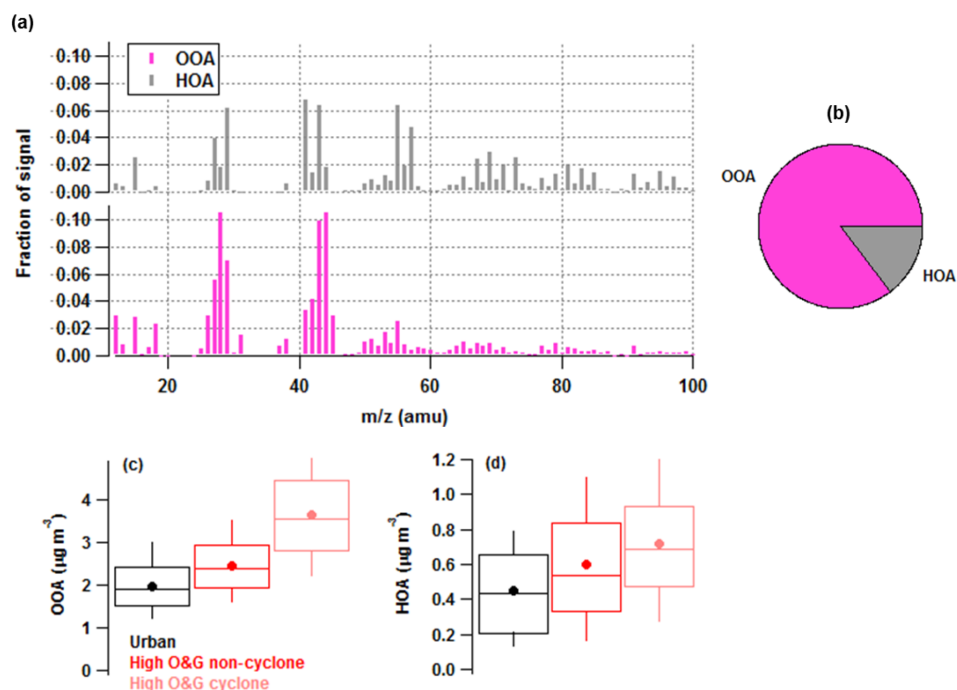 (a)
0.10
0.08
0.06
0.04
0.02
0.00
OOA
HOA
(b)
OOA
HOA
Fraction of signal
0.10
0.08
0.06
0.04
0.02
0.00
20
40
60
80
100
m/z (amu)
(c)
4
3
2
1
0
OOA (µg m⁻³)
Urban
High O&G non-cyclone
High O&G cyclone
(d)
1.2
1.0
0.8
0.6
0.4
0.2
0.0
HOA (µg m⁻³)